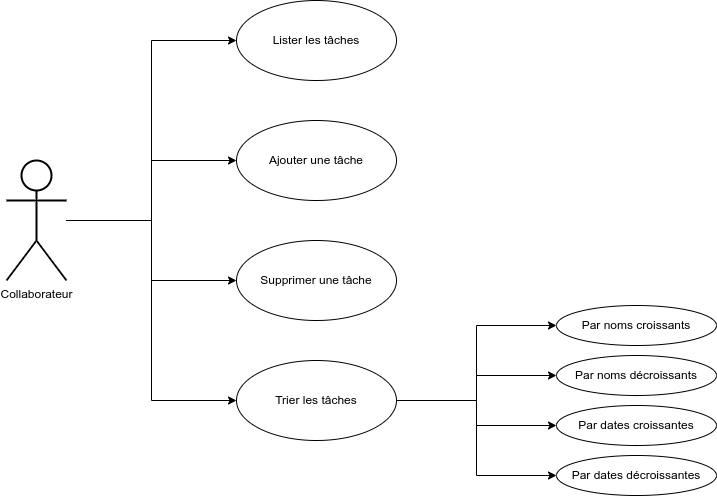 Lister les tâches
Ajouter une tâche
Collaborateur
Supprimer une tâche
Trier les tâches
Par noms croissants
Par noms décroissants
Par dates croissantes
Par dates décroissantes